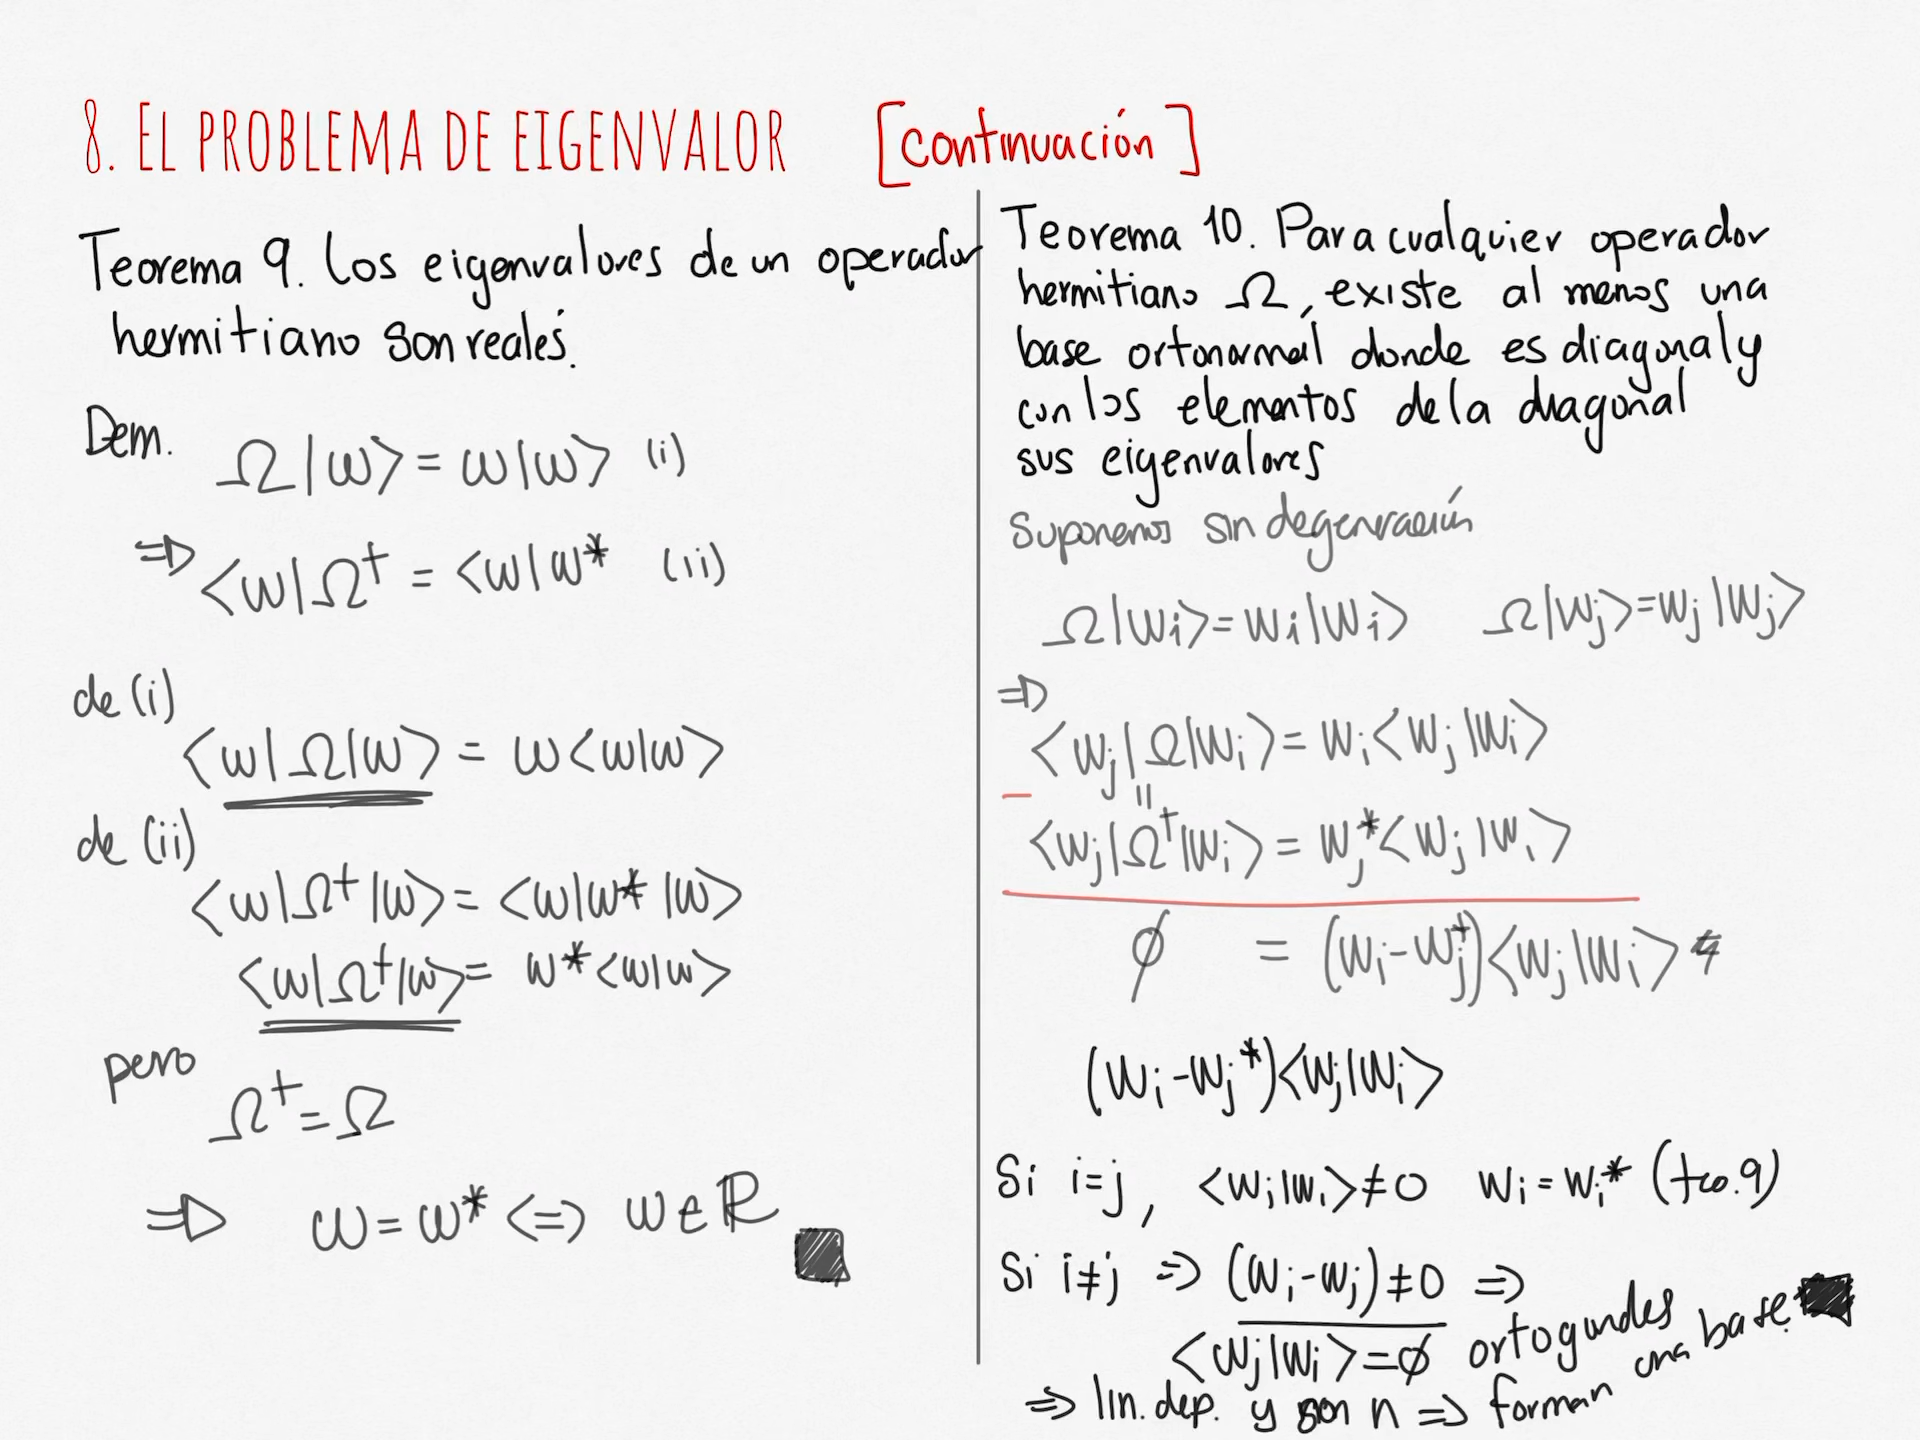 8. EL PROBLEMA DE EIGENVALOR [continuación]
Teorema 9. Los eigenvalores de un operador
hermitiano son reales.
Dem.
Ω|ω> = ω|ω> (i)
=> <ω|Ω† = <ω|ω* (ii)
de (i)
<ω|Ω|ω> = ω<ω|ω>
de (ii)
<ω|Ω†|ω> = <ω|ω*|ω>
<ω|Ω†|ω> = ω*<ω|ω>
pero
Ω† = Ω
=> ω = ω* <=> ω ∈ ℝ ■
Teorema 10. Para cualquier operador
hermitiano Ω, existe al menos una
base ortonormal donde es diagonal y
con los elementos de la diagonal
sus eigenvalores
Suponemos sin degeneración
Ω|ωi> = ωi|ωi> Ω|ωj> = ωj|ωj>
=>
<ωj|Ω|ωi> = ωi<ωj|ωi>
− =
<ωj|Ω†|ωi> = ωj*<ωj|ωi>
∅ = (ωi-ωj†)<ωj|ωi>
(ωi-ωj*)<ωj|ωi>
Si i=j, <ωi|ωi> ≠ 0 ωi = ωi* (teo. 9)
Si i≠j => (ωi-ωj) ≠ 0 =>
<ωj|ωi> = ∅ ortogonales
=> lin. dep. y son n => forman una base ■